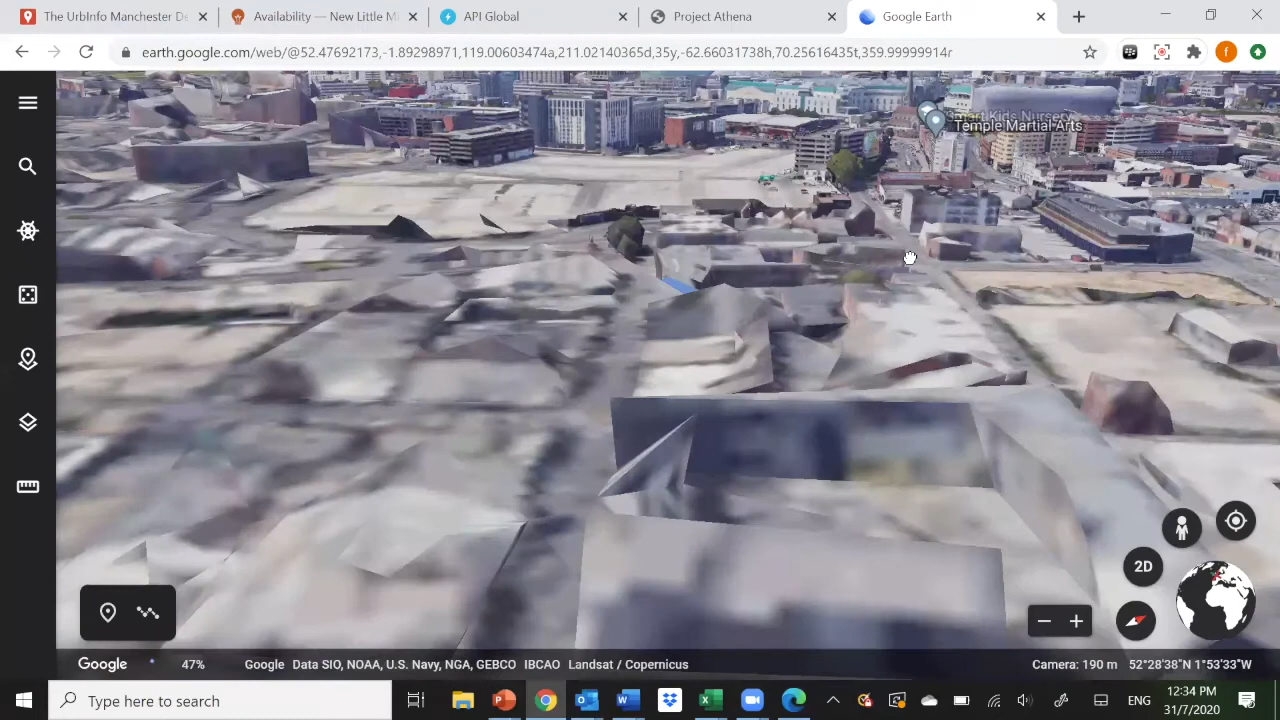 The UrbInfo Manchester De
Availability — New Little Mi
API Global
Project Athena
Google Earth
earth.google.com/web/@52.47692173,-1.89298971,119.00603474a,211.02140365d,35y,-62.66031738h,70.25616435t,359.99999914r
f
Smart Kids Nursery
Temple Martial Arts
2D
Google 47% Google Data SIO, NOAA, U.S. Navy, NGA, GEBCO IBCAO Landsat / Copernicus Camera: 190 m 52°28'38"N 1°53'33"W
Type here to search
ENG
12:34 PM
31/7/2020